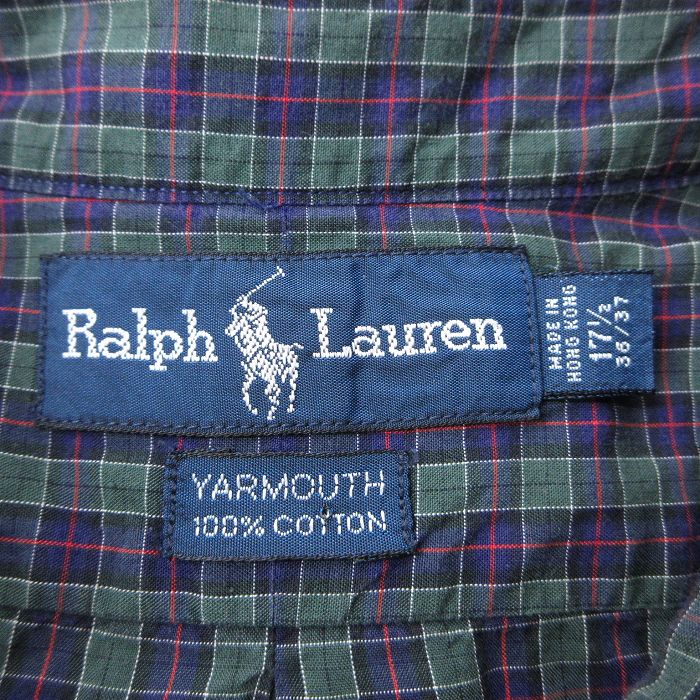 Ralph Lauren
MADE IN
HONG KONG
17½
36/37
YARMOUTH
100% COTTON